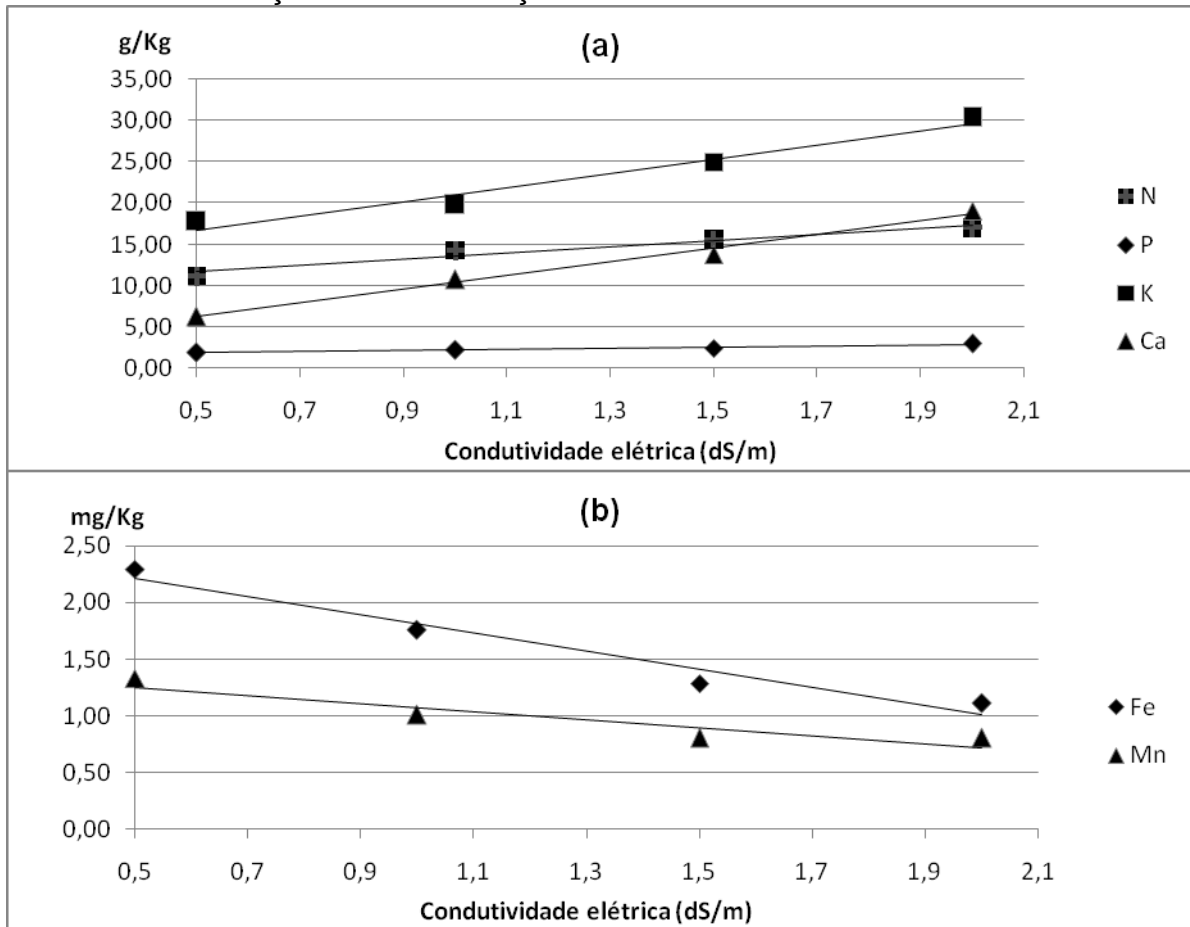 (a)
g/Kg
35,00
30,00
25,00
20,00
15,00
10,00
5,00
0,00
0,5 0,7 0,9 1,1 1,3 1,5 1,7 1,9 2,1
Condutividade elétrica (dS/m)
N
P
K
Ca
(b)
mg/Kg
2,50
2,00
1,50
1,00
0,50
0,00
0,5 0,7 0,9 1,1 1,3 1,5 1,7 1,9 2,1
Condutividade elétrica (dS/m)
Fe
Mn